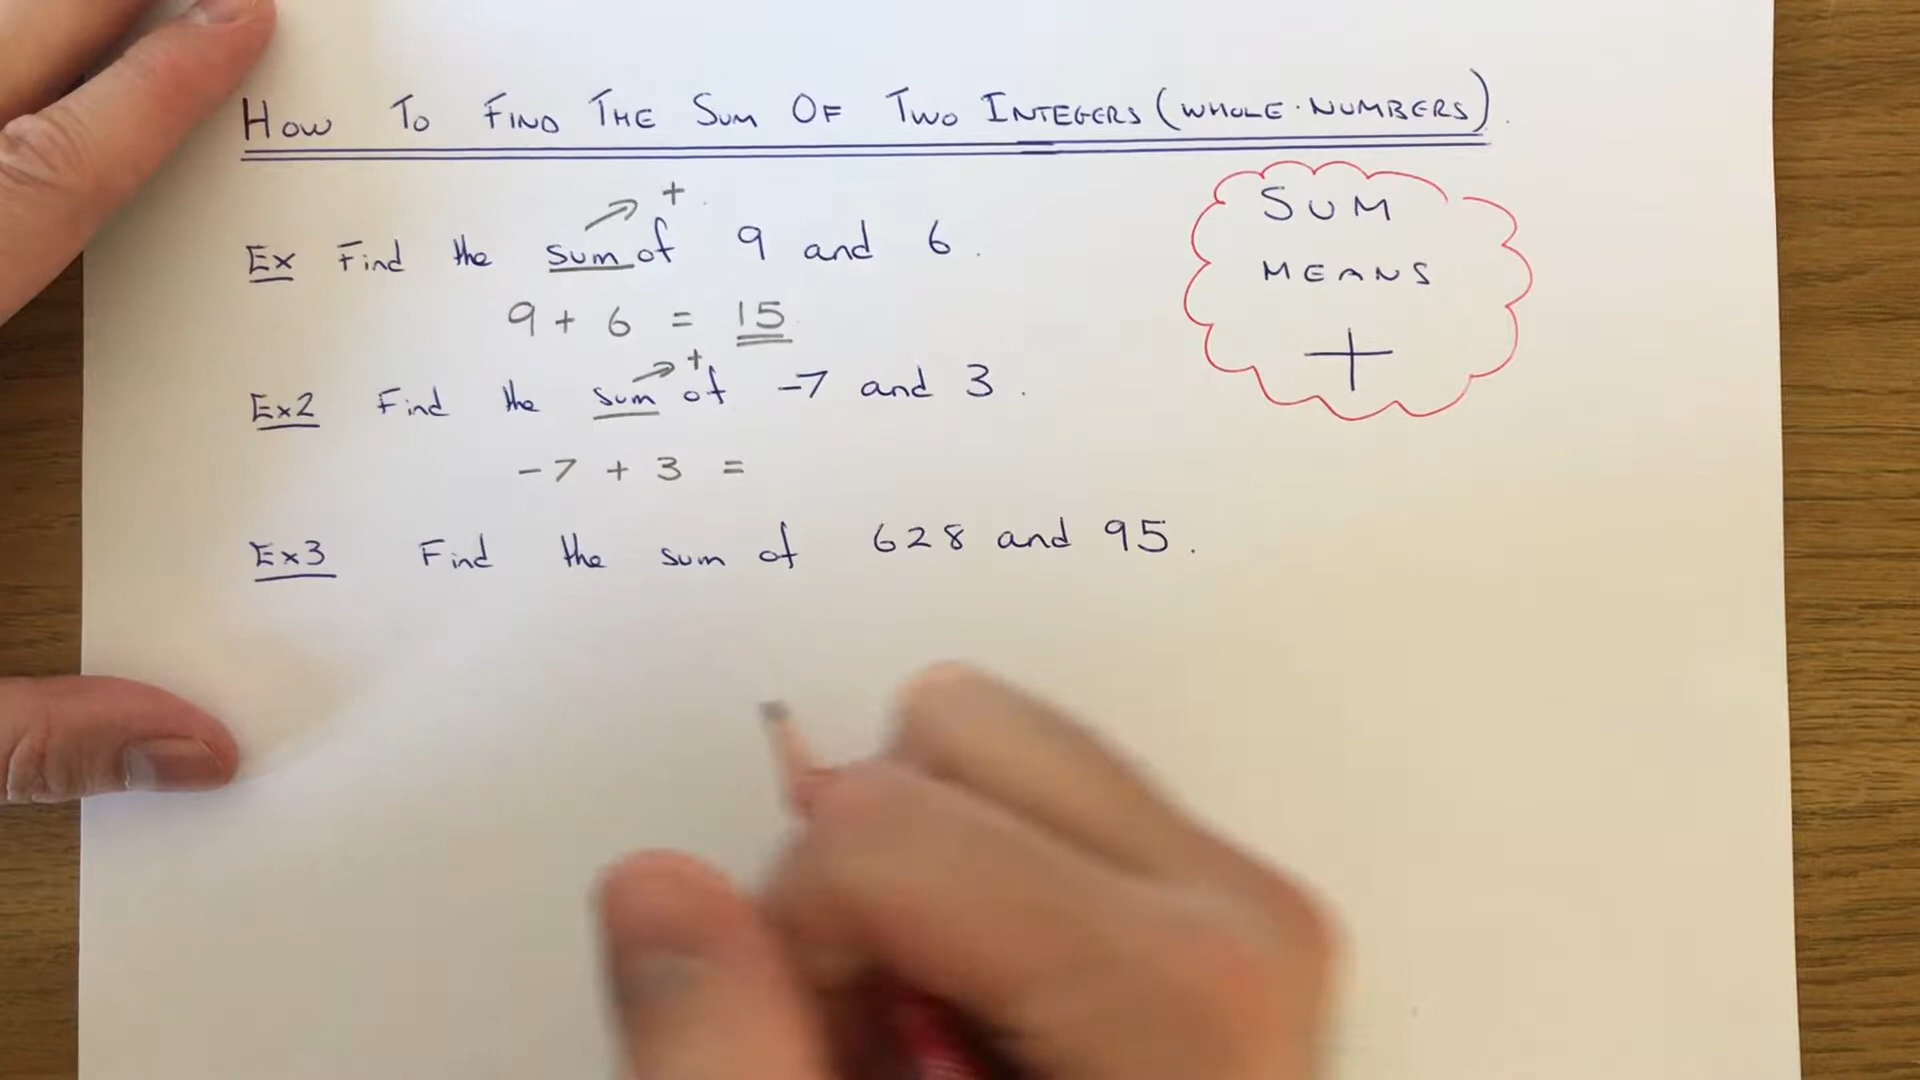 How To Find The Sum Of Two Integers (Whole Numbers).
Sum
Means
+
+
Ex Find the sum of 9 and 6.
9 + 6 = 15
+
Ex2 Find the sum of -7 and 3.
-7 + 3 =
Ex3 Find the sum of 628 and 95.